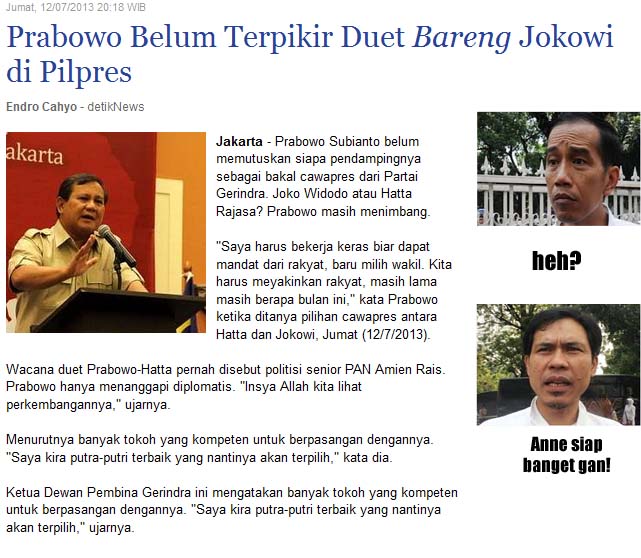 Jumat, 12/07/2013 20:18 WIB
Prabowo Belum Terpikir Duet Bareng Jokowi
di Pilpres
Endro Cahyo - detikNews
akarta
Jakarta - Prabowo Subianto belum
memutuskan siapa pendampingnya
sebagai bakal cawapres dari Partai
Gerindra. Joko Widodo atau Hatta
Rajasa? Prabowo masih menimbang.
"Saya harus bekerja keras biar dapat
mandat dari rakyat, baru milih wakil. Kita
harus meyakinkan rakyat, masih lama
masih berapa bulan ini," kata Prabowo
ketika ditanya pilihan cawapres antara
Hatta dan Jokowi, Jumat (12/7/2013).
Wacana duet Prabowo-Hatta pernah disebut politisi senior PAN Amien Rais.
Prabowo hanya menanggapi diplomatis. "Insya Allah kita lihat
perkembangannya," ujarnya.
Menurutnya banyak tokoh yang kompeten untuk berpasangan dengannya.
"Saya kira putra-putri terbaik yang nantinya akan terpilih," kata dia.
Ketua Dewan Pembina Gerindra ini mengatakan banyak tokoh yang kompeten
untuk berpasangan dengannya. "Saya kira putra-putri terbaik yang nantinya
akan terpilih," ujarnya.
heh?
Anne siap
banget gan!